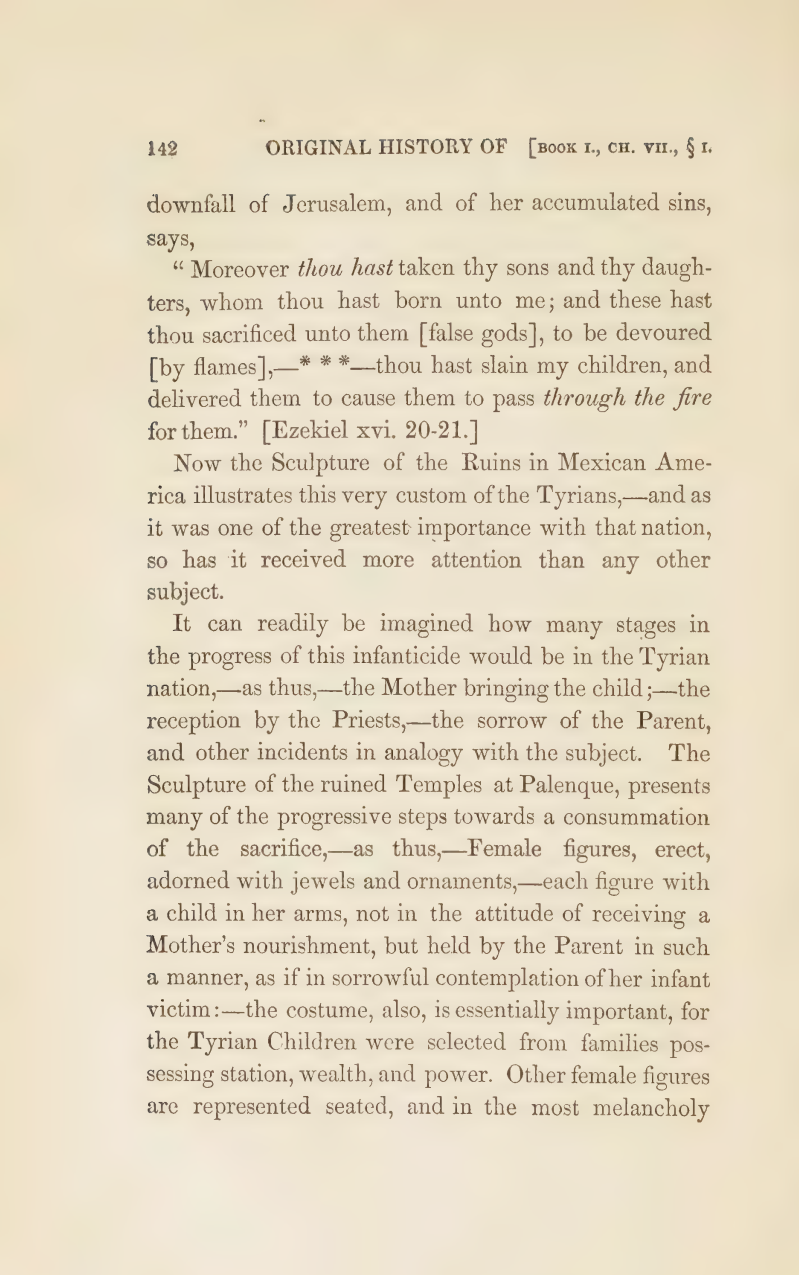 142 ORIGINAL HISTORY OF [BOOK I., CH. VII., § I.
downfall of Jerusalem, and of her accumulated sins,
says,
“ Moreover thou hast taken thy sons and thy daugh-
ters, whom thou hast born unto me; and these hast
thou sacrificed unto them [false gods], to be devoured
[by flames],—* * *—thou hast slain my children, and
delivered them to cause them to pass through the fire
for them.” [Ezekiel xvi. 20-21.]
Now the Sculpture of the Ruins in Mexican Ame-
rica illustrates this very custom of the Tyrians,—and as
it was one of the greatest importance with that nation,
so has it received more attention than any other
subject.
It can readily be imagined how many stages in
the progress of this infanticide would be in the Tyrian
nation,—as thus,—the Mother bringing the child;—the
reception by the Priests,—the sorrow of the Parent,
and other incidents in analogy with the subject. The
Sculpture of the ruined Temples at Palenque, presents
many of the progressive steps towards a consummation
of the sacrifice,—as thus,—Female figures, erect,
adorned with jewels and ornaments,—each figure with
a child in her arms, not in the attitude of receiving a
Mother’s nourishment, but held by the Parent in such
a manner, as if in sorrowful contemplation of her infant
victim:—the costume, also, is essentially important, for
the Tyrian Children were selected from families pos-
sessing station, wealth, and power. Other female figures
are represented seated, and in the most melancholy